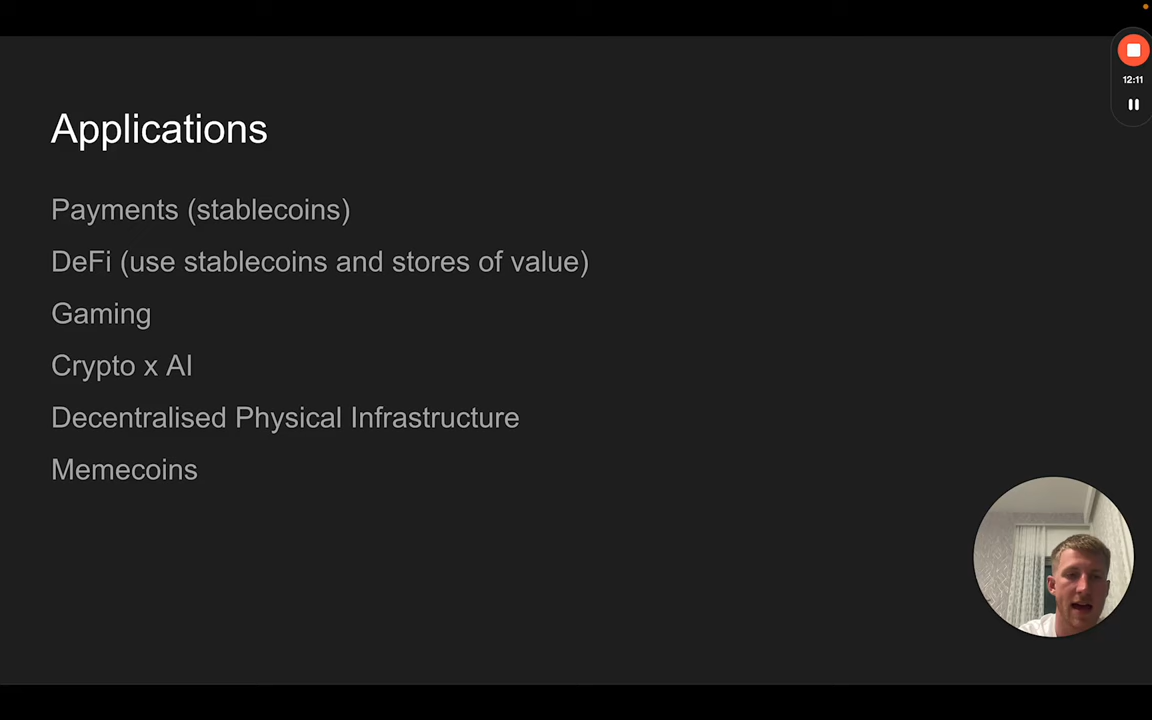 Applications
12:11
Payments (stablecoins)
DeFi (use stablecoins and stores of value)
Gaming
Crypto x AI
Decentralised Physical Infrastructure
Memecoins